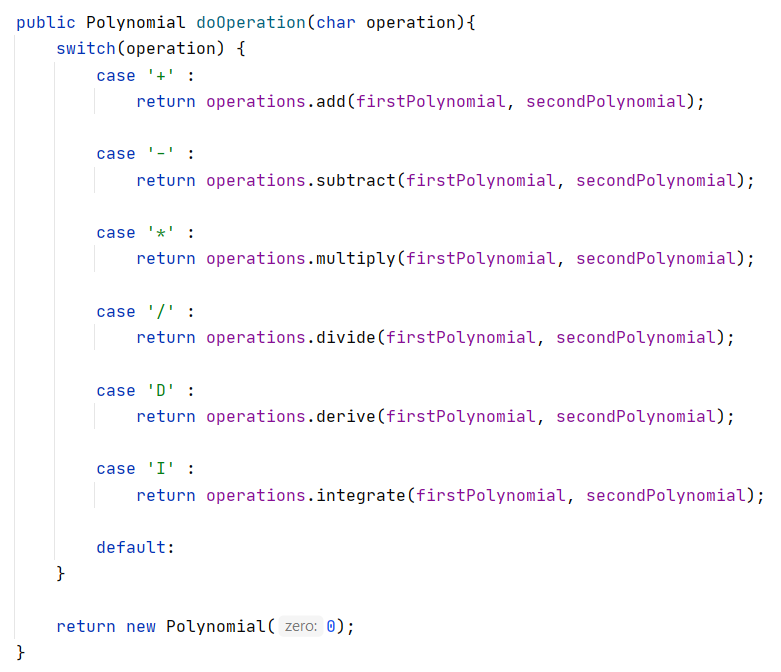 public Polynomial doOperation(char operation){
switch(operation) {
case '+' :
return operations.add(firstPolynomial, secondPolynomial);
case '-' :
return operations.subtract(firstPolynomial, secondPolynomial);
case '*' :
return operations.multiply(firstPolynomial, secondPolynomial);
case '/' :
return operations.divide(firstPolynomial, secondPolynomial);
case 'D' :
return operations.derive(firstPolynomial, secondPolynomial);
case 'I' :
return operations.integrate(firstPolynomial, secondPolynomial);
default:
}
return new Polynomial( zero: 0);
}